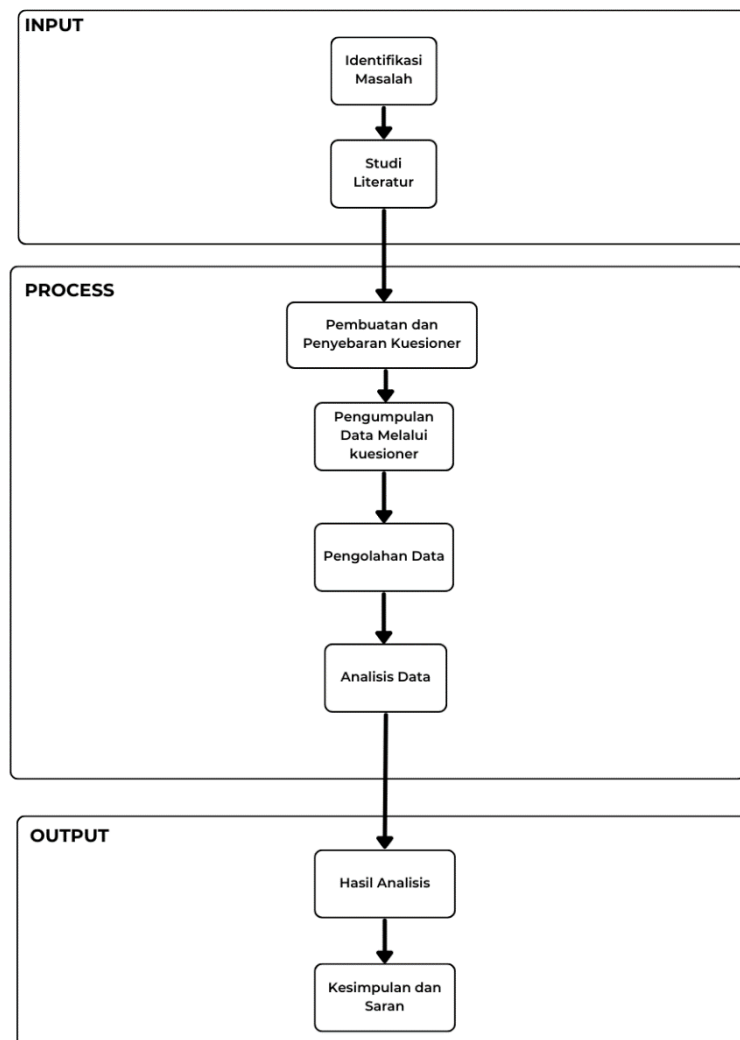 INPUT
Identifikasi
Masalah
Studi
Literatur
PROCESS
Pembuatan dan
Penyebaran Kuesioner
Pengumpulan
Data Melalui
kuesioner
Pengolahan Data
Analisis Data
OUTPUT
Hasil Analisis
Kesimpulan dan
Saran